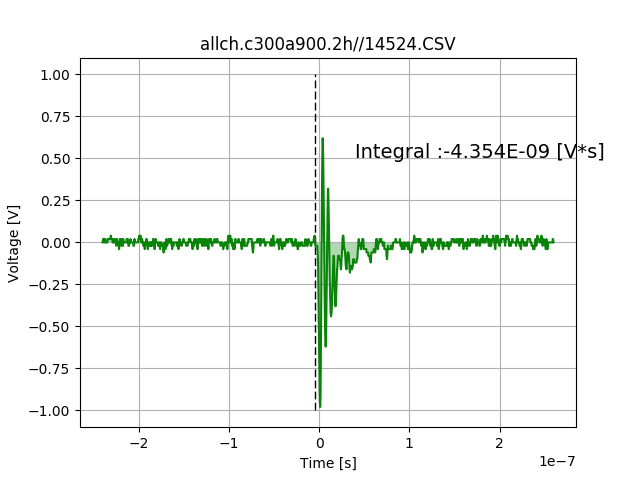 allch.c300a900.2h//14524.CSV
1.00
0.75
Integral :-4.354E-09 [V*s]
0.50
0.25
0.00
−0.25
−0.50
−0.75
−1.00
Voltage [V]
−2 −1 0 1 2
Time [s]
1e−7